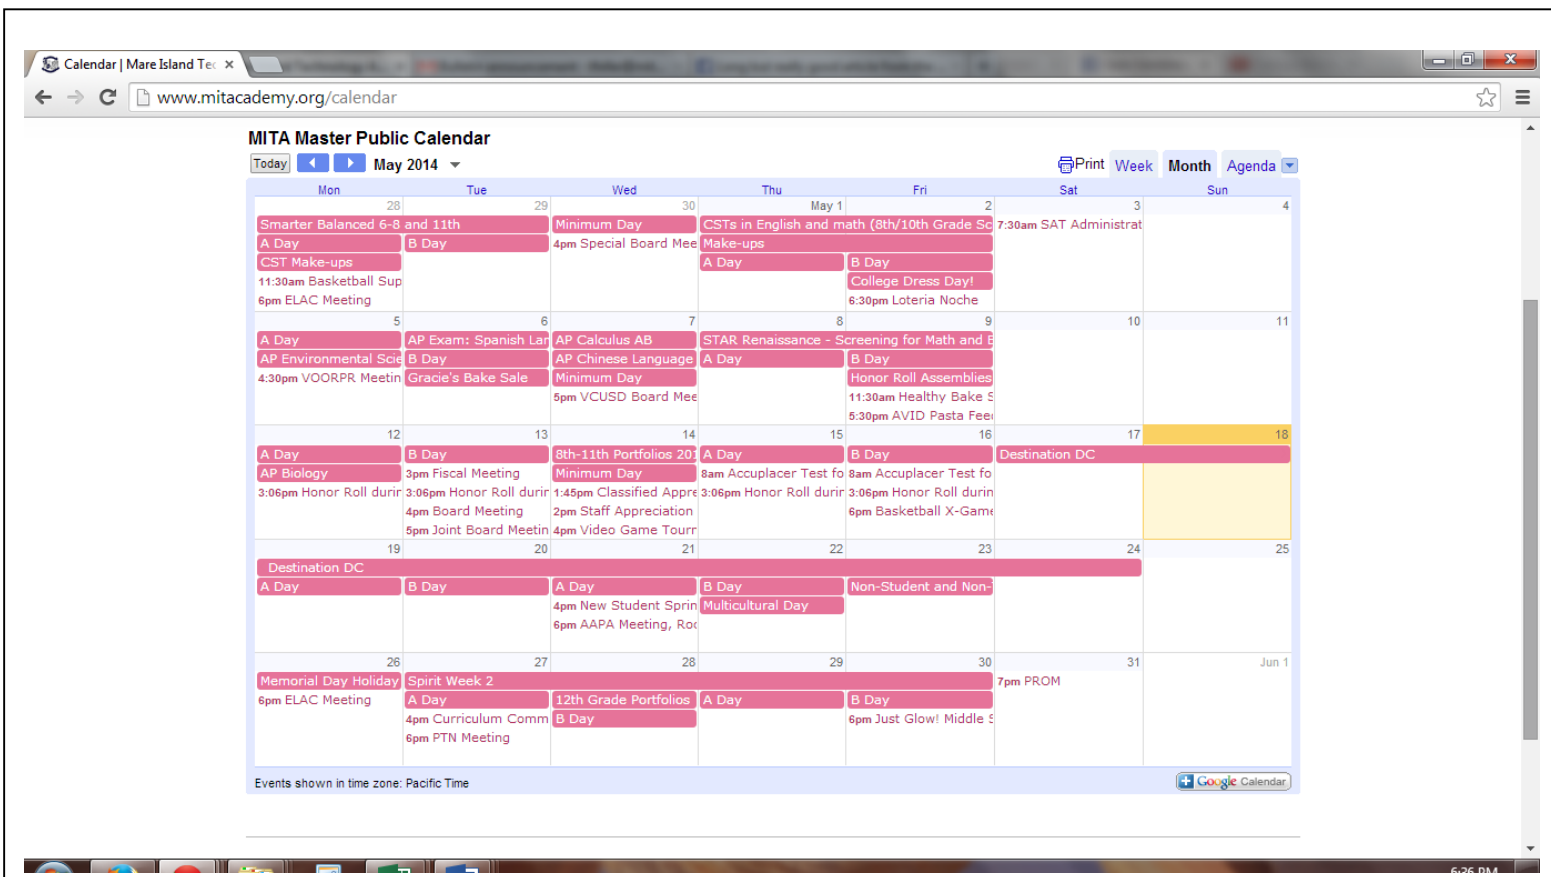 Calendar | Mare Island Tec
www.mitacademy.org/calendar
MITA Master Public Calendar
Today May 2014 Print Week Month Agenda
Mon Tue Wed Thu Fri Sat Sun
28 29 30 May 1 2 3 4
Smarter Balanced 6-8 and 11th Minimum Day CSTs in English and math (8th/10th Grade Sc 7:30am SAT Administrat
A Day B Day 4pm Special Board Mee Make-ups
CST Make-ups A Day B Day
11:30am Basketball Sup College Dress Day!
6pm ELAC Meeting 6:30pm Loteria Noche
5 6 7 8 9 10 11
A Day AP Exam: Spanish Lan AP Calculus AB STAR Renaissance - Screening for Math and E
AP Environmental Scie B Day AP Chinese Language A Day B Day
4:30pm VOORPR Meetin Gracie's Bake Sale Minimum Day Honor Roll Assemblies
5pm VCUSD Board Mee 11:30am Healthy Bake S
5:30pm AVID Pasta Fee
12 13 14 15 16 17 18
A Day B Day 8th-11th Portfolios 201 A Day B Day Destination DC
AP Biology 3pm Fiscal Meeting Minimum Day 8am Accuplacer Test fo 8am Accuplacer Test fo
3:06pm Honor Roll durin 3:06pm Honor Roll durin 1:45pm Classified Appre 3:06pm Honor Roll durin 3:06pm Honor Roll durin
4pm Board Meeting 2pm Staff Appreciation 6pm Basketball X-Game
5pm Joint Board Meetin 4pm Video Game Tourr
19 20 21 22 23 24 25
Destination DC
A Day B Day A Day B Day Non-Student and Non-
4pm New Student Sprin Multicultural Day
6pm AAPA Meeting, Roo
26 27 28 29 30 31 Jun 1
Memorial Day Holiday Spirit Week 2 7pm PROM
6pm ELAC Meeting A Day 12th Grade Portfolios A Day B Day
4pm Curriculum Comm B Day 6pm Just Glow! Middle S
6pm PTN Meeting
Events shown in time zone: Pacific Time Google Calendar
6:36 PM